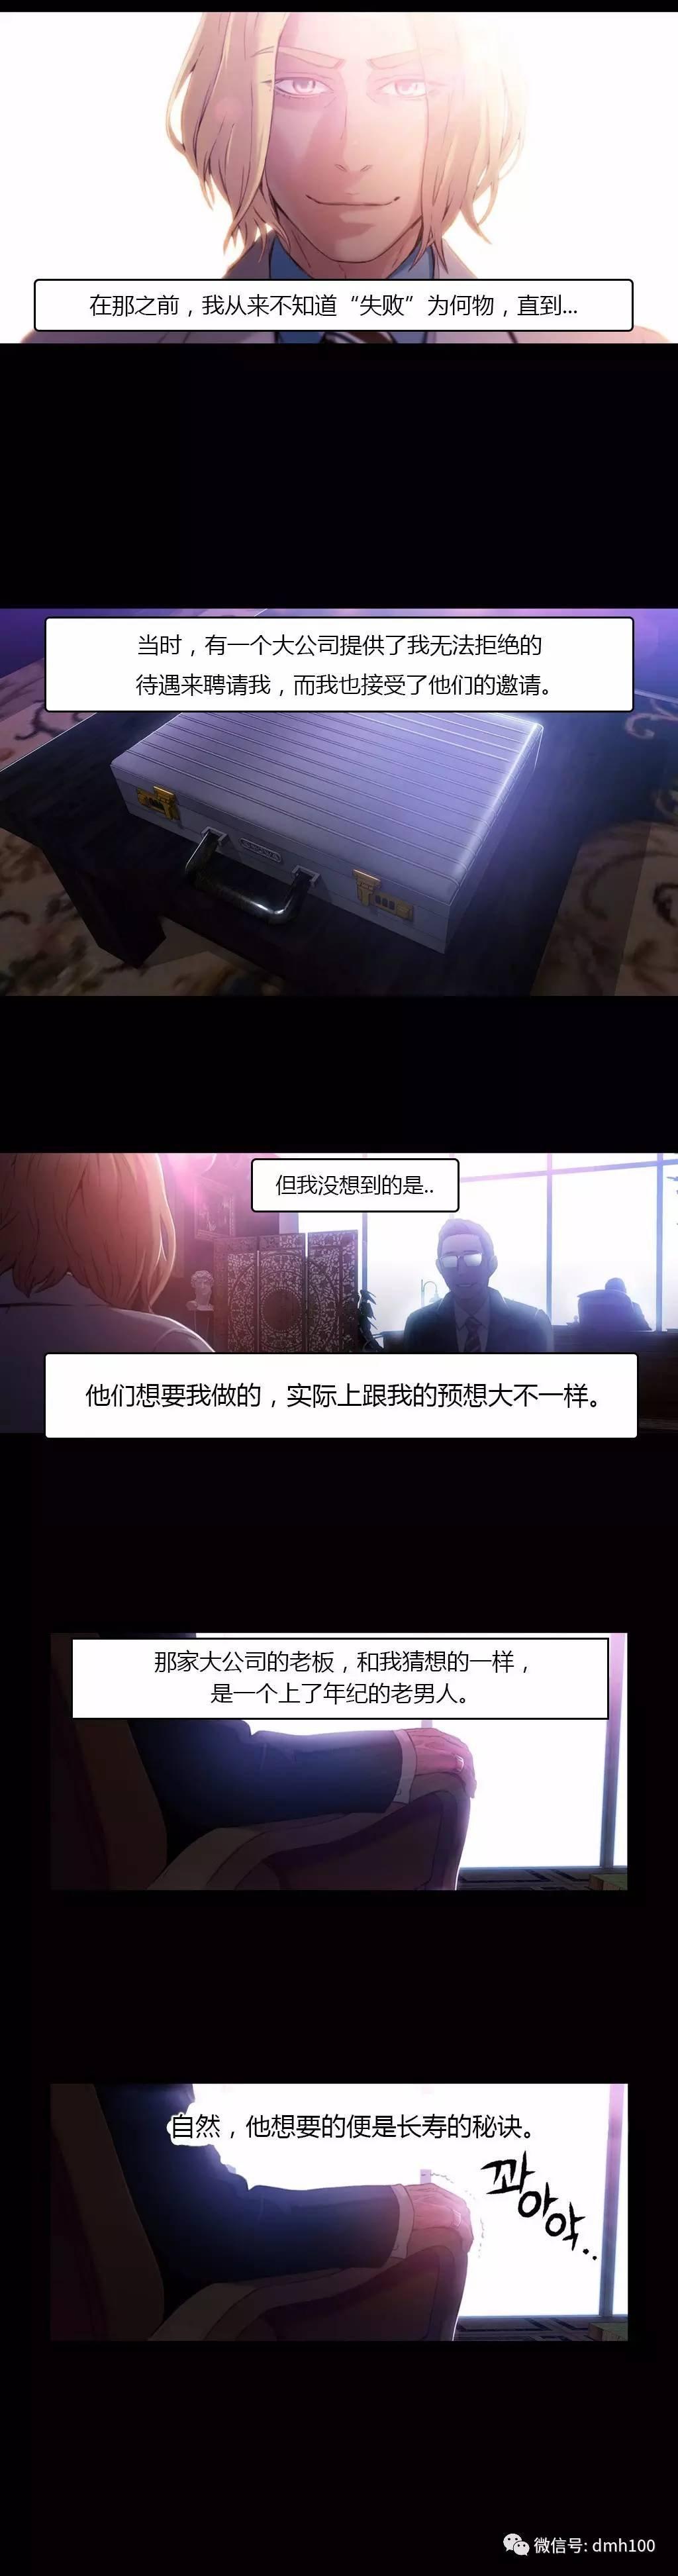 在那之前，我从来不知道“失败”为何物，直到...
当时，有一个大公司提供了我无法拒绝的
待遇来聘请我，而我也接受了他们的邀请。
但我没想到的是..
他们想要我做的，实际上跟我的预想大不一样。
那家大公司的老板，和我猜想的一样，
是一个上了年纪的老男人。
自然，他想要的便是长寿的秘诀。
꽈아악..
微信号: dmh100